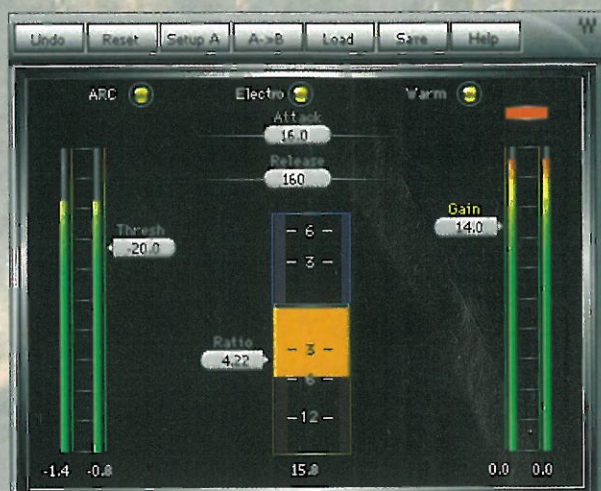 W
Undo Reset Setup A A->B Load Save Help
ARC Electro Warm
Attack
16.0
Release
160
Thresh
-20.0
Gain
14.0
- 6 -
- 3 -
Ratio
4.22
- 3 -
- 6 -
-12-
-1.4 -0.8 15.8 0.0 0.0